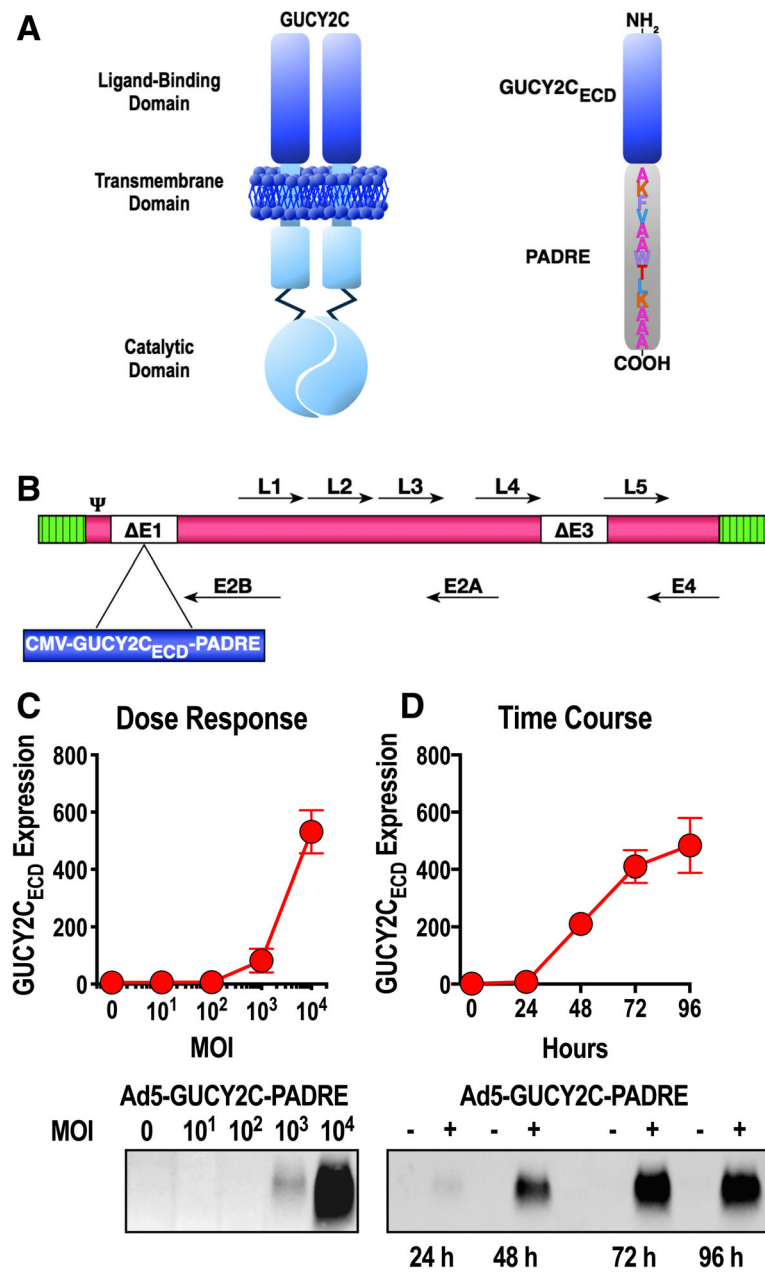 A
GUCY2C
Ligand-Binding
Domain
Transmembrane
Domain
Catalytic
Domain
NH2
GUCY2CECD
A
K
F
V
A
A
W
T
L
K
A
A
A
PADRE
COOH
B
Ψ
L1
L2
L3
L4
L5
ΔE1
ΔE3
E2B
E2A
E4
CMV-GUCY2CECD-PADRE
C
Dose Response
GUCY2CECD Expression
800
600
400
200
0
0 10¹ 10² 10³ 10⁴
MOI
Ad5-GUCY2C-PADRE
MOI 0 10¹ 10² 10³ 10⁴
D
Time Course
GUCY2CECD Expression
800
600
400
200
0
0 24 48 72 96
Hours
Ad5-GUCY2C-PADRE
- + - + - + - +
24 h 48 h 72 h 96 h